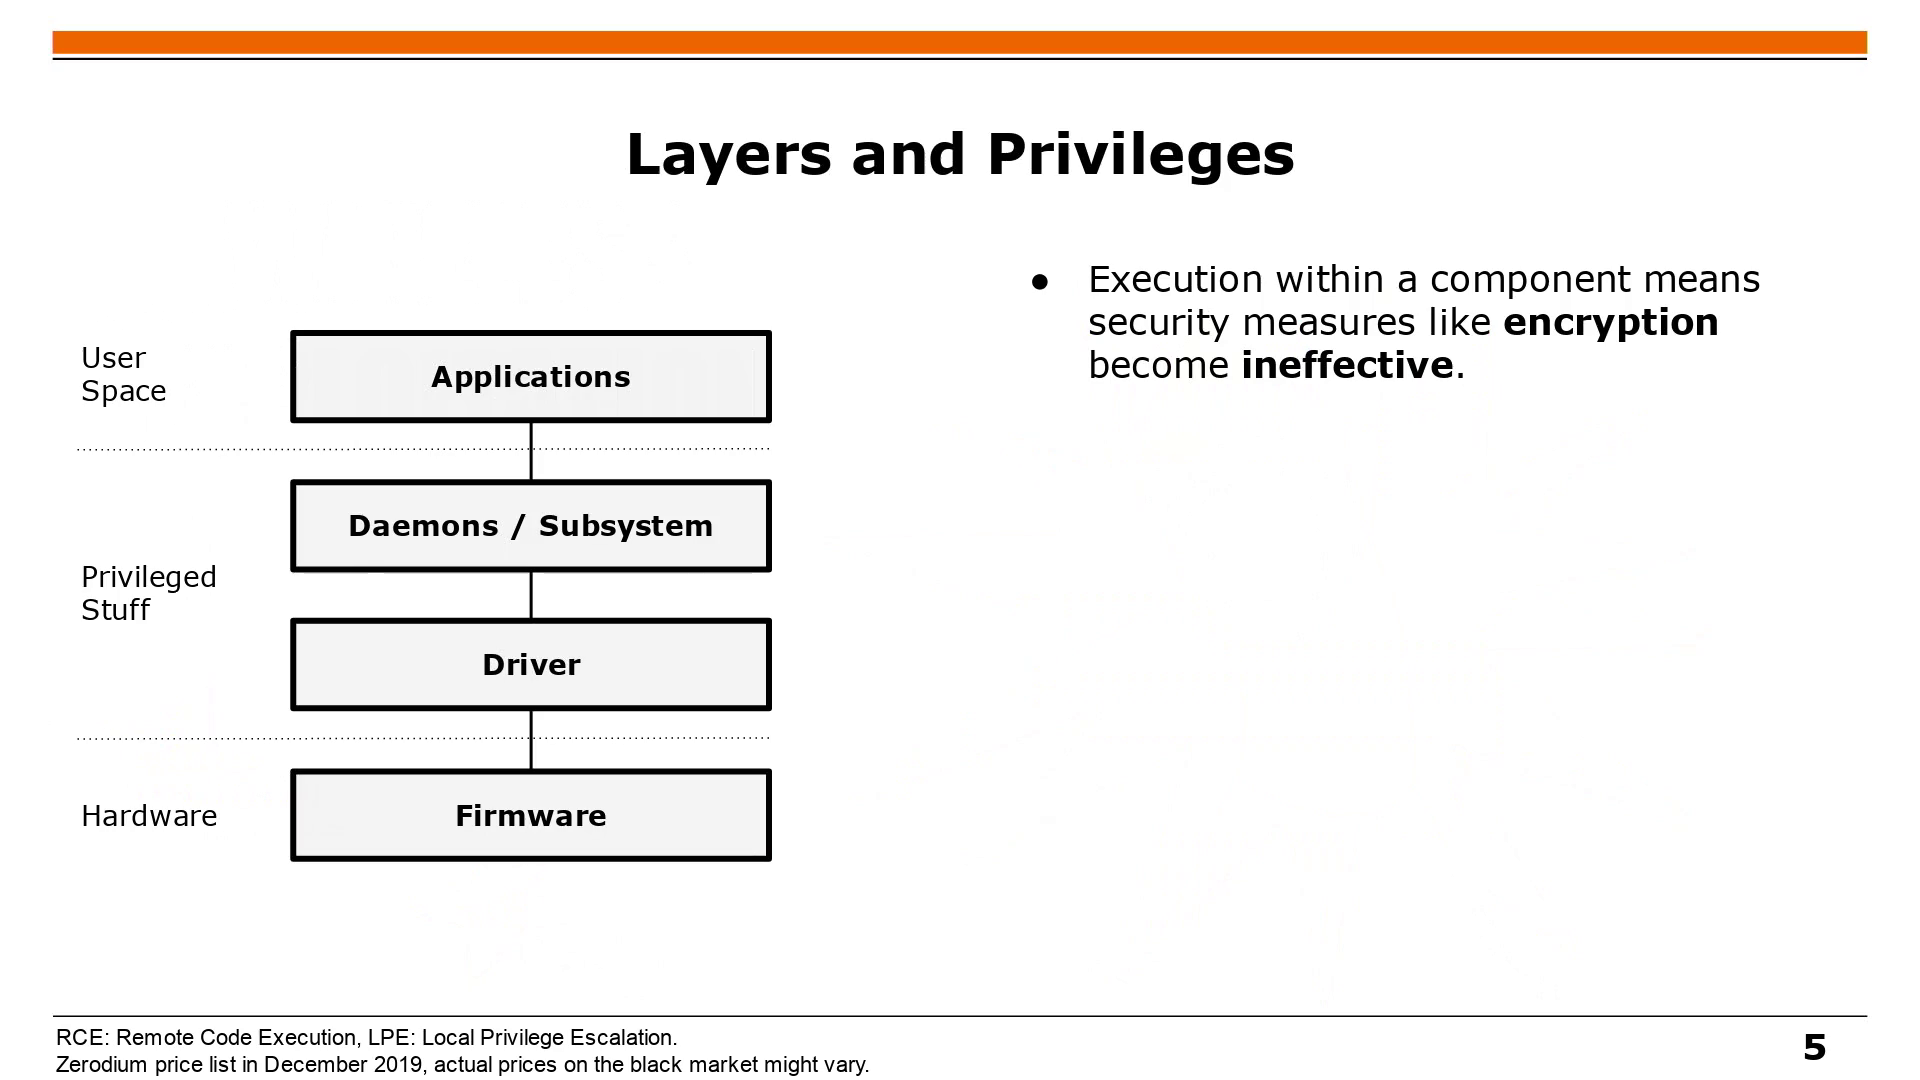 Layers and Privileges
User
Space
Applications
Daemons / Subsystem
Privileged
Stuff
Driver
Hardware
Firmware
● Execution within a component means
security measures like encryption
become ineffective.
RCE: Remote Code Execution, LPE: Local Privilege Escalation.
Zerodium price list in December 2019, actual prices on the black market might vary.
5